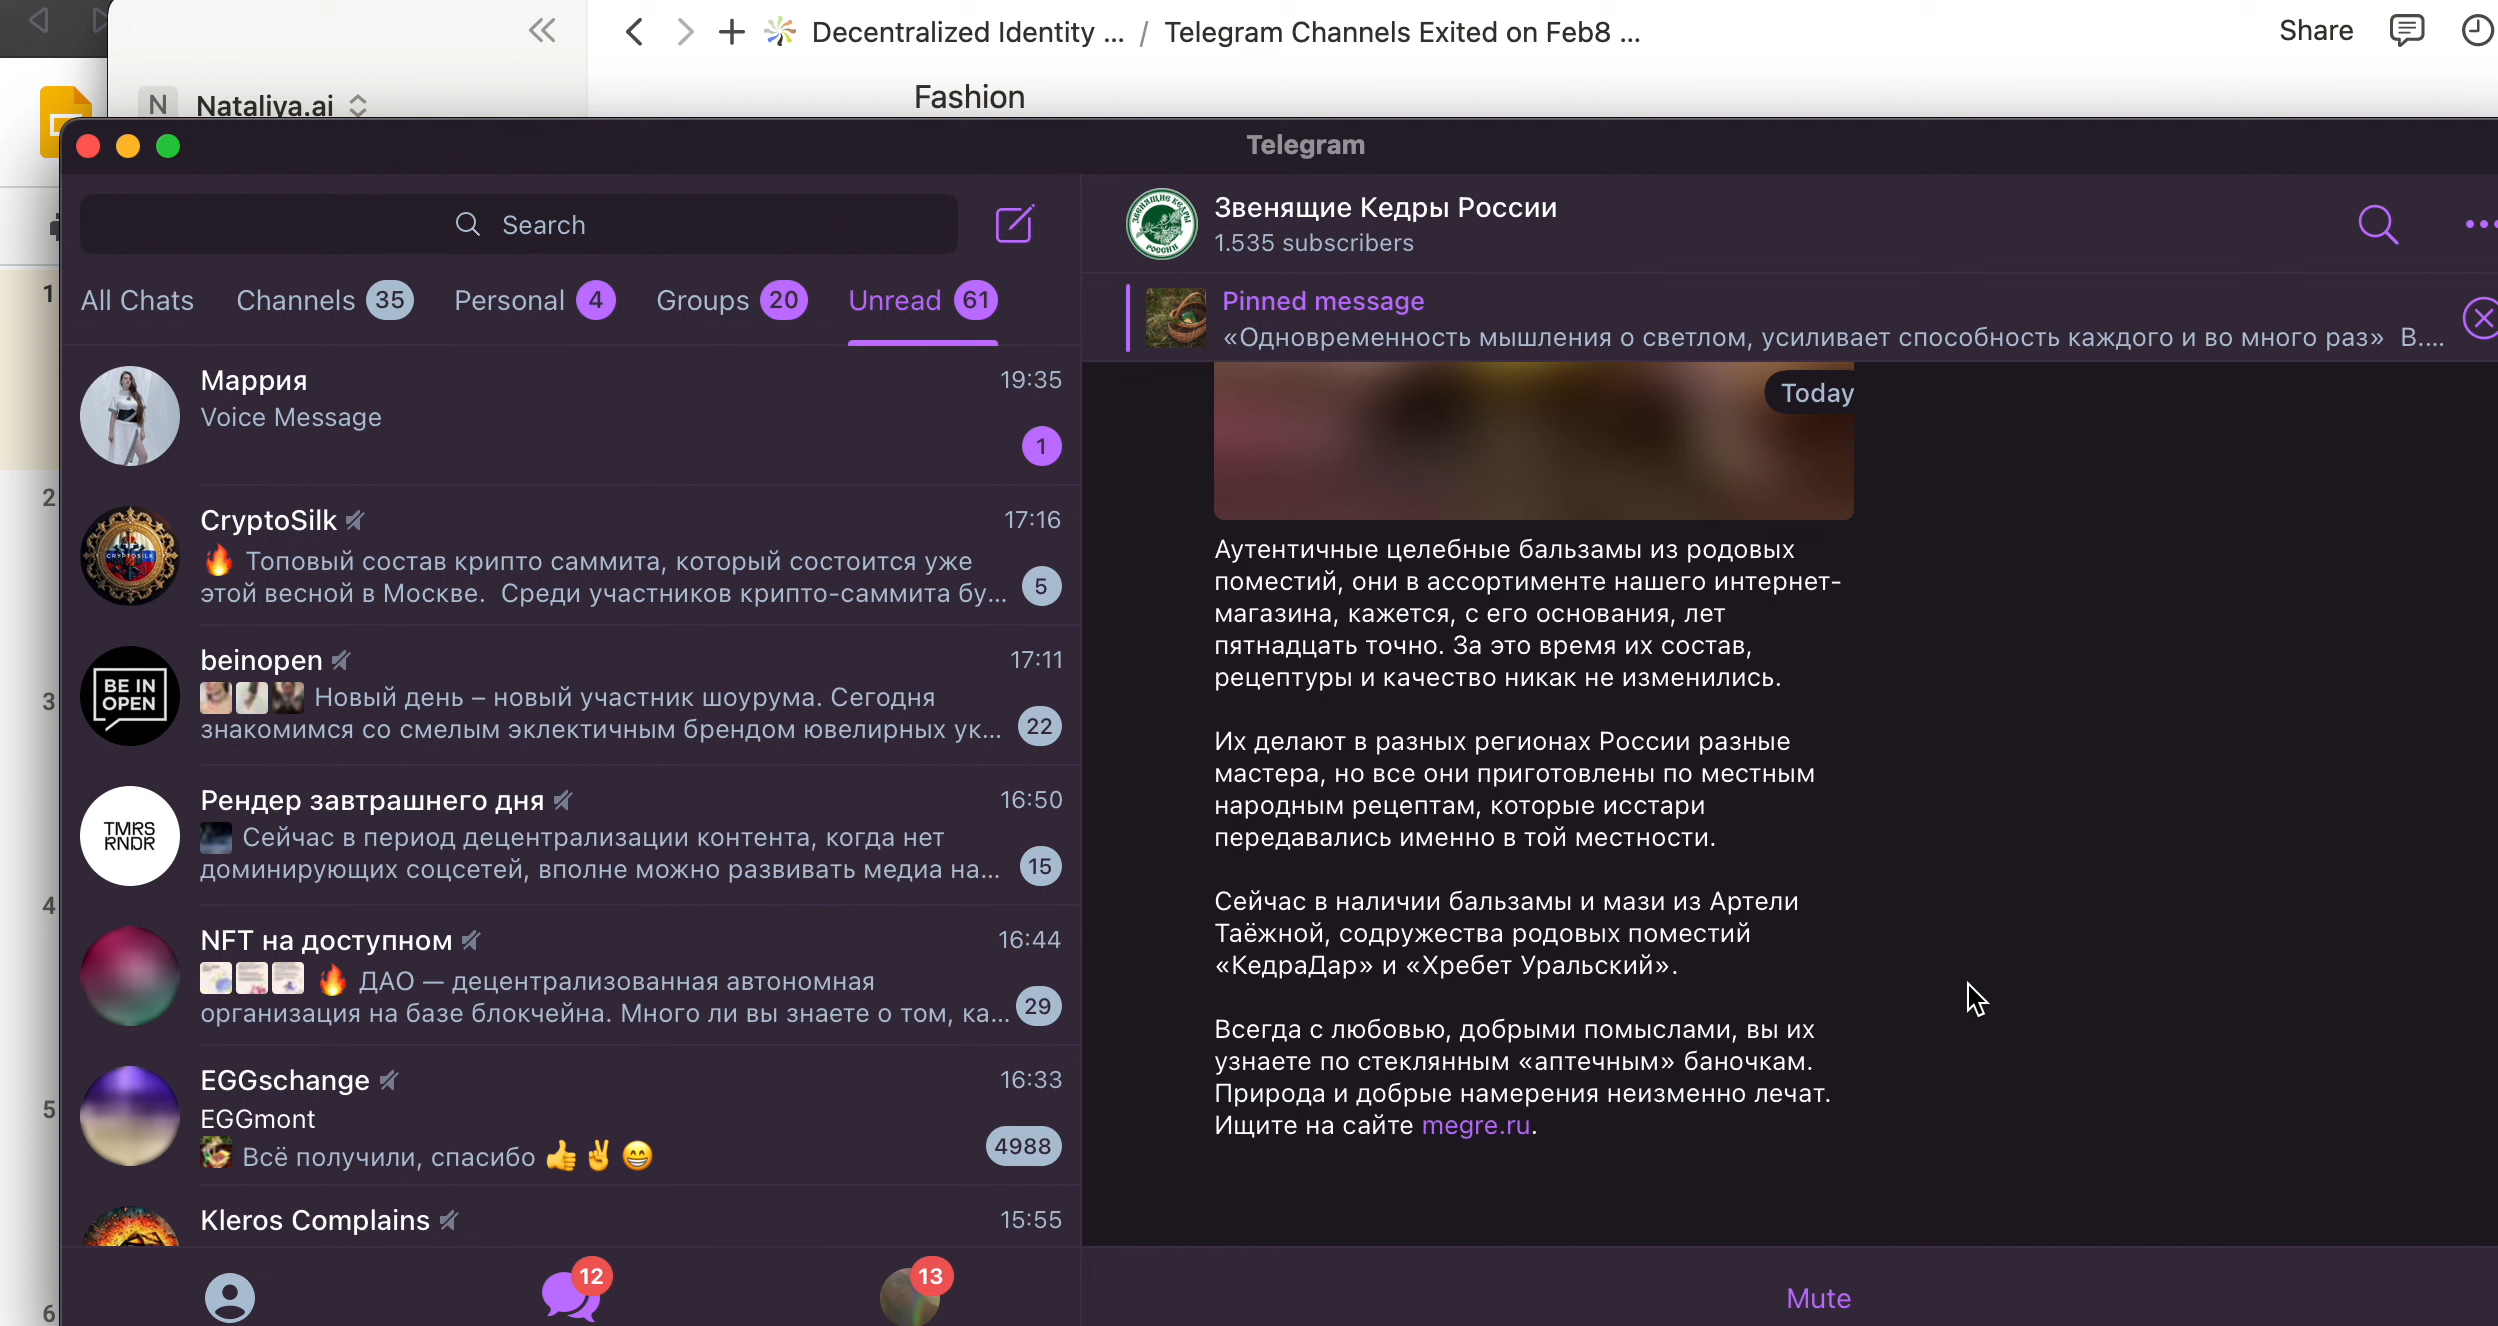 Decentralized Identity ... / Telegram Channels Exited on Feb8 ...
Share
N Nataliya.ai
Fashion
Telegram
Search
All Chats
Channels 35
Personal 4
Groups 20
Unread 61
Маррия 19:35
Voice Message
1
CryptoSilk 17:16
🔥 Топовый состав крипто саммита, который состоится уже
этой весной в Москве. Среди участников крипто-саммита бу... 5
CRYPTOSILK
beinopen 17:11
BE IN
OPEN
Новый день – новый участник шоурума. Сегодня
знакомимся со смелым эклектичным брендом ювелирных ук... 22
Рендер завтрашнего дня 16:50
TMRS
RNDR
Сейчас в период децентрализации контента, когда нет
доминирующих соцсетей, вполне можно развивать медиа на... 15
NFT на доступном 16:44
🔥 ДАО — децентрализованная автономная
организация на базе блокчейна. Много ли вы знаете о том, ка... 29
EGGschange 16:33
EGGmont
Всё получили, спасибо 👍✌😁 4988
Kleros Complains 15:55
12
13
1
2
3
4
5
6
ЗВЕНЯЩИЕ КЕДРЫ
РОССИИ
Звенящие Кедры России
1.535 subscribers
Pinned message
«Одновременность мышления о светлом, усиливает способность каждого и во много раз» В....
Today
Аутентичные целебные бальзамы из родовых
поместий, они в ассортименте нашего интернет-
магазина, кажется, с его основания, лет
пятнадцать точно. За это время их состав,
рецептуры и качество никак не изменились.
Их делают в разных регионах России разные
мастера, но все они приготовлены по местным
народным рецептам, которые исстари
передавались именно в той местности.
Сейчас в наличии бальзамы и мази из Артели
Таёжной, содружества родовых поместий
«КедраДар» и «Хребет Уральский».
Всегда с любовью, добрыми помыслами, вы их
узнаете по стеклянным «аптечным» баночкам.
Природа и добрые намерения неизменно лечат.
Ищите на сайте megre.ru.
Mute